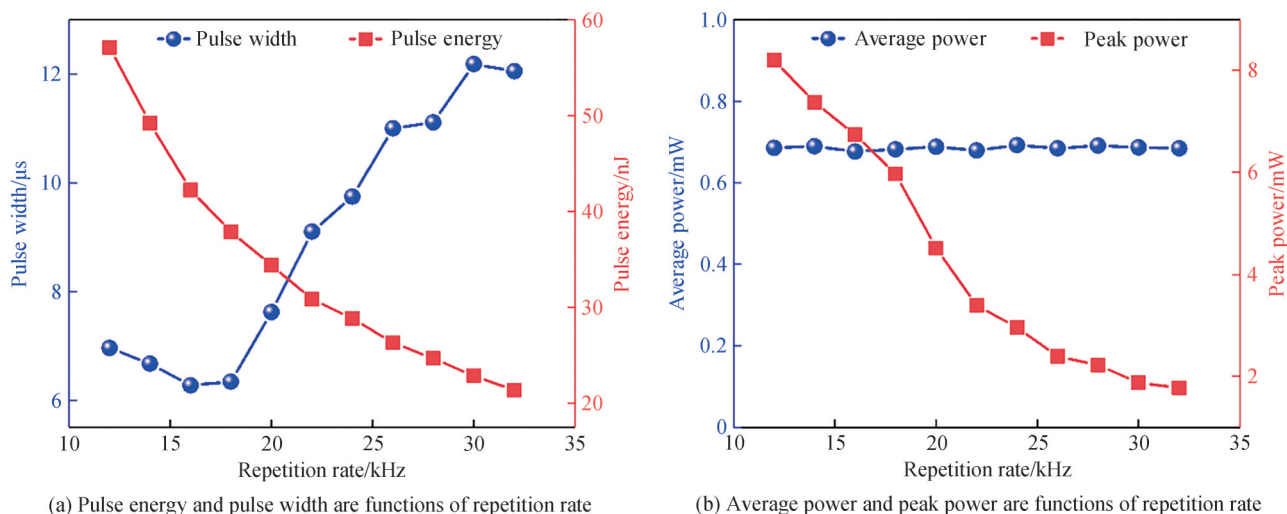 Pulse width
Pulse energy
12
10
8
6
Pulse width/μs
60
50
40
30
20
Pulse energy/nJ
10 15 20 25 30 35
Repetition rate/kHz
(a) Pulse energy and pulse width are functions of repetition rate
Average power
Peak power
1.0
0.8
0.6
0.4
0.2
0
Average power/mW
8
6
4
2
Peak power/mW
10 15 20 25 30 35
Repetition rate/kHz
(b) Average power and peak power are functions of repetition rate